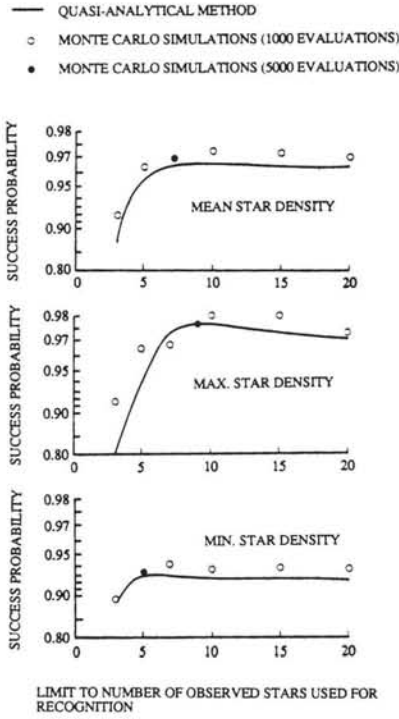 QUASI-ANALYTICAL METHOD
MONTE CARLO SIMULATIONS (1000 EVALUATIONS)
MONTE CARLO SIMULATIONS (5000 EVALUATIONS)
SUCCESS PROBABILITY
0.98
0.97
0.95
0.90
0.80
MEAN STAR DENSITY
0 5 10 15 20
SUCCESS PROBABILITY
0.98
0.97
0.95
0.90
0.80
MAX. STAR DENSITY
0 5 10 15 20
SUCCESS PROBABILITY
0.98
0.97
0.95
0.90
0.80
MIN. STAR DENSITY
0 5 10 15 20
LIMIT TO NUMBER OF OBSERVED STARS USED FOR
RECOGNITION